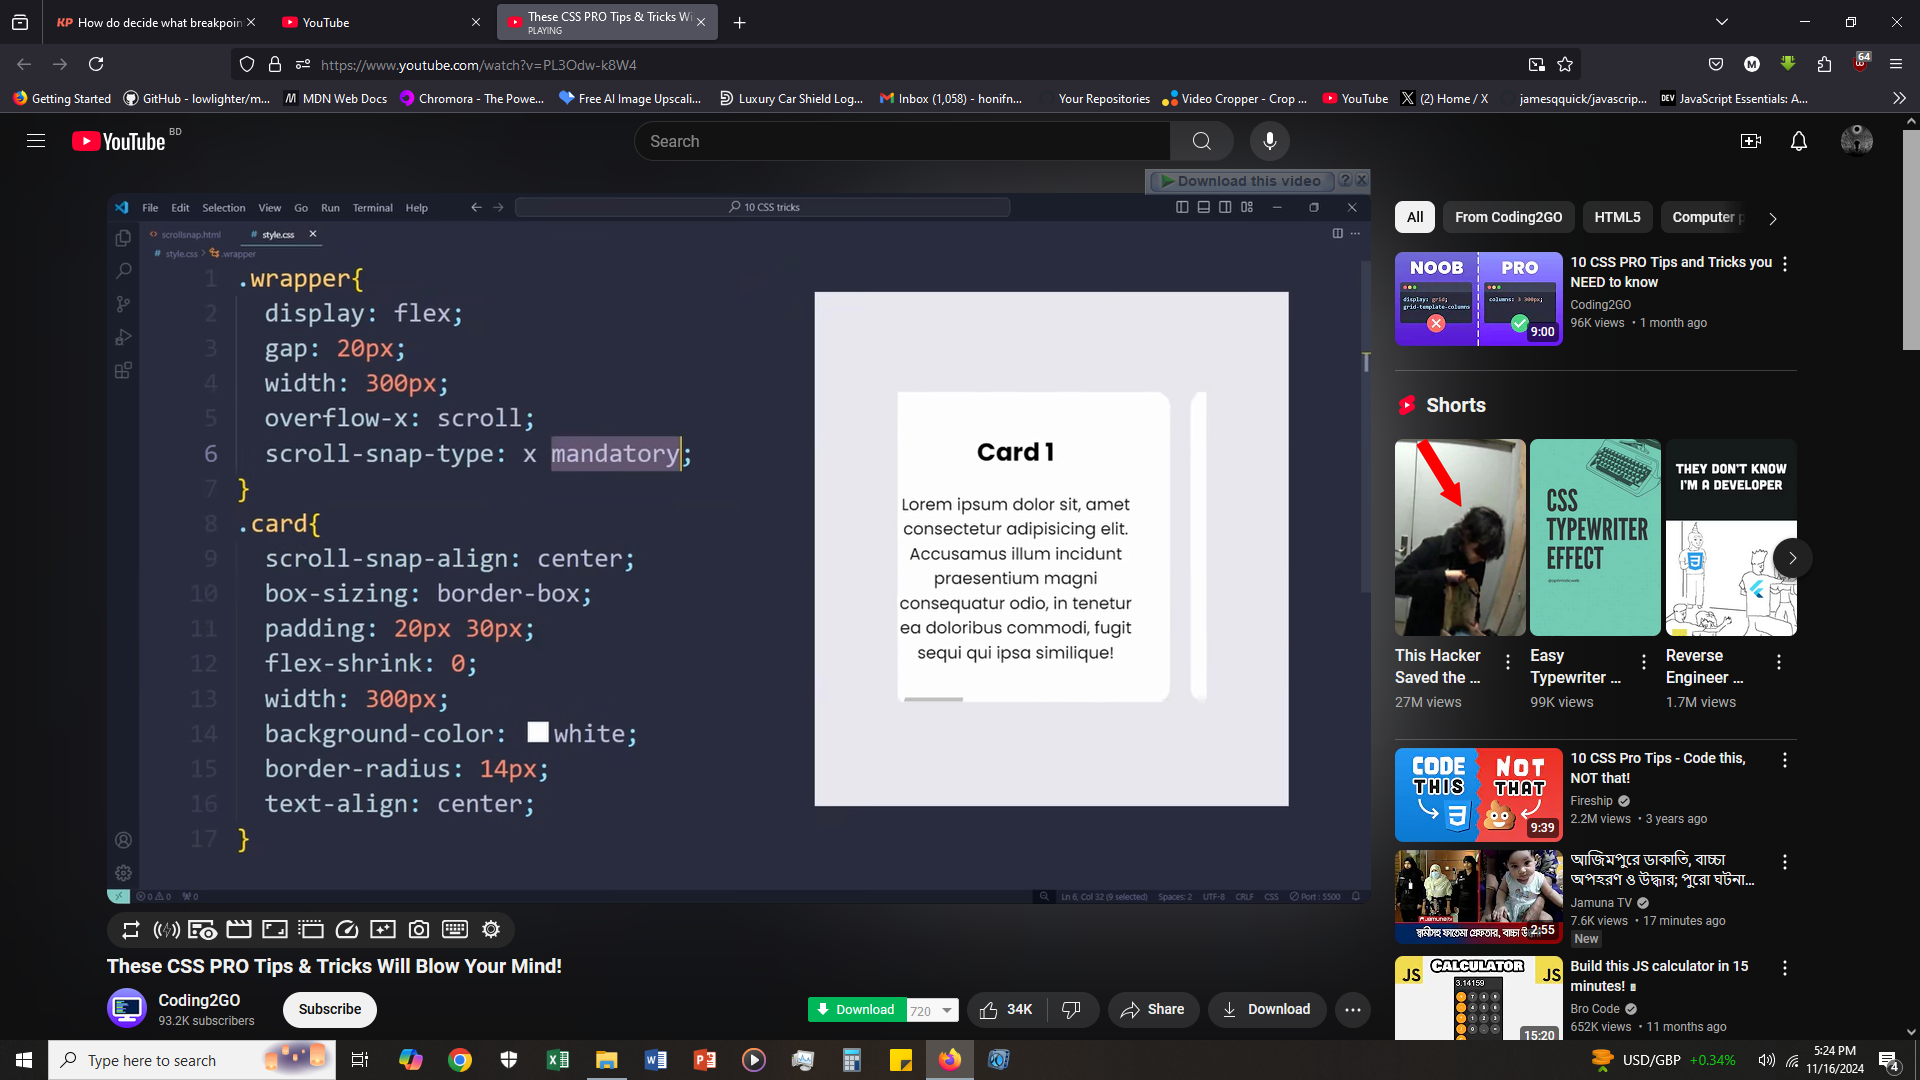 How do decide what breakpoin
YouTube
These CSS PRO Tips & Tricks Wi
PLAYING
https://www.youtube.com/watch?v=PL3Odw-k8W4
64
Getting Started
GitHub - lowlighter/m...
MDN Web Docs
Chromora - The Powe...
Free AI Image Upscali...
Luxury Car Shield Log...
Inbox (1,058) - honifn...
Your Repositories
Video Cropper - Crop ...
YouTube
(2) Home / X
jamesqquick/javascrip...
JavaScript Essentials: A...
YouTube BD
Search
Download this video
File Edit Selection View Go Run Terminal Help
10 CSS tricks
scrollsnap.html
# style.css
# style.css > .wrapper
1 .wrapper{
2 display: flex;
3 gap: 20px;
4 width: 300px;
5 overflow-x: scroll;
6 scroll-snap-type: x mandatory;
7 }
8 .card{
9 scroll-snap-align: center;
10 box-sizing: border-box;
11 padding: 20px 30px;
12 flex-shrink: 0;
13 width: 300px;
14 background-color: white;
15 border-radius: 14px;
16 text-align: center;
17 }
Card 1
Lorem ipsum dolor sit, amet
consectetur adipisicing elit.
Accusamus illum incidunt
praesentium magni
consequatur odio, in tenetur
ea doloribus commodi, fugit
sequi qui ipsa similique!
Ln 6, Col 32 (9 selected) Spaces: 2 UTF-8 CRLF CSS Port : 5500
These CSS PRO Tips & Tricks Will Blow Your Mind!
Coding2GO
93.2K subscribers
Subscribe
Download 720
34K
Share
Download
All
From Coding2GO
HTML5
Computer p
NOOB PRO
display: grid;
grid-template-columns
columns: 3 300px;
9:00
10 CSS PRO Tips and Tricks you
NEED to know
Coding2GO
96K views • 1 month ago
Shorts
CSS
TYPEWRITER
EFFECT
THEY DON'T KNOW
I'M A DEVELOPER
This Hacker
Saved the ...
27M views
Easy
Typewriter ...
99K views
Reverse
Engineer ...
1.7M views
CODE
THIS
NOT
THAT
9:39
10 CSS Pro Tips - Code this,
NOT that!
Fireship
2.2M views • 3 years ago
2:55
আজিমপুরে ডাকাতি, বাচ্চা
অপহরণ ও উদ্ধার; পুরো ঘটনা...
Jamuna TV
7.6K views • 17 minutes ago
New
JS CALCULATOR JS
3.14159
15:20
Build this JS calculator in 15
minutes!
Bro Code
652K views • 11 months ago
Type here to search
USD/GBP +0.34%
5:24 PM
11/16/2024
4